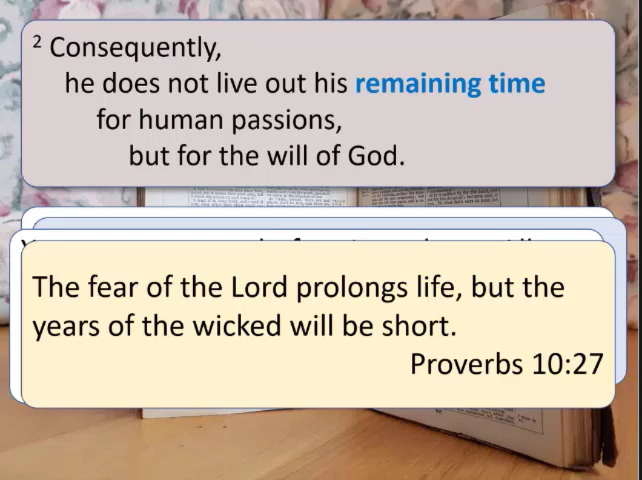 2 Consequently,
he does not live out his remaining time
for human passions,
but for the will of God.
The fear of the Lord prolongs life, but the
years of the wicked will be short.
Proverbs 10:27